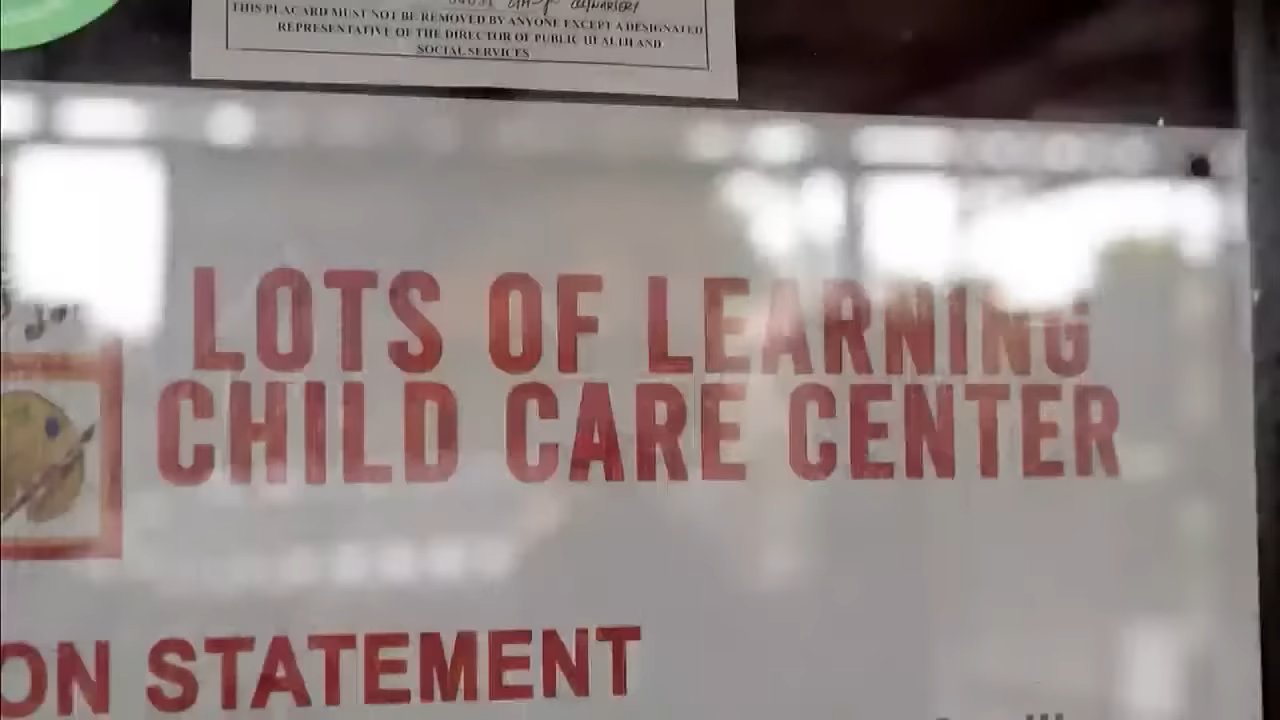 THIS PLACARD MUST NOT BE REMOVED BY ANYONE EXCEPT A DESIGNATED
REPRESENTATIVE OF THE DIRECTOR OF PUBLIC HEALTH AND
SOCIAL SERVICES
LOTS OF LEARNING
CHILD CARE CENTER
ON STATEMENT